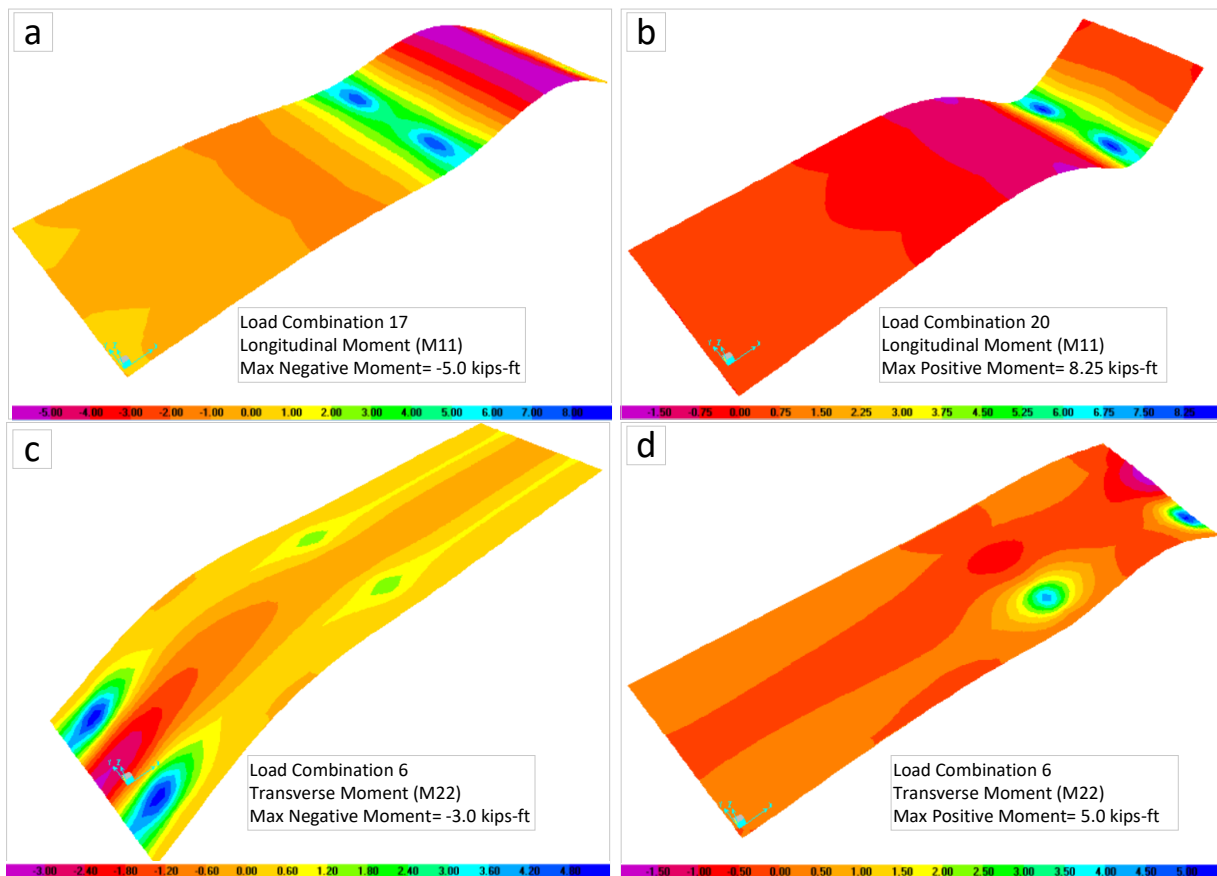 a
Load Combination 17
Longitudinal Moment (M11)
Max Negative Moment= -5.0 kips-ft
-5.00 -4.00 -3.00 -2.00 -1.00 0.00 1.00 2.00 3.00 4.00 5.00 6.00 7.00 8.00
b
Load Combination 20
Longitudinal Moment (M11)
Max Positive Moment= 8.25 kips-ft
-1.50 -0.75 0.00 0.75 1.50 2.25 3.00 3.75 4.50 5.25 6.00 6.75 7.50 8.25
c
Load Combination 6
Transverse Moment (M22)
Max Negative Moment= -3.0 kips-ft
-3.00 -2.40 -1.80 -1.20 -0.60 0.00 0.60 1.20 1.80 2.40 3.00 3.60 4.20 4.80
d
Load Combination 6
Transverse Moment (M22)
Max Positive Moment= 5.0 kips-ft
-1.50 -1.00 -0.50 0.00 0.50 1.00 1.50 2.00 2.50 3.00 3.50 4.00 4.50 5.00